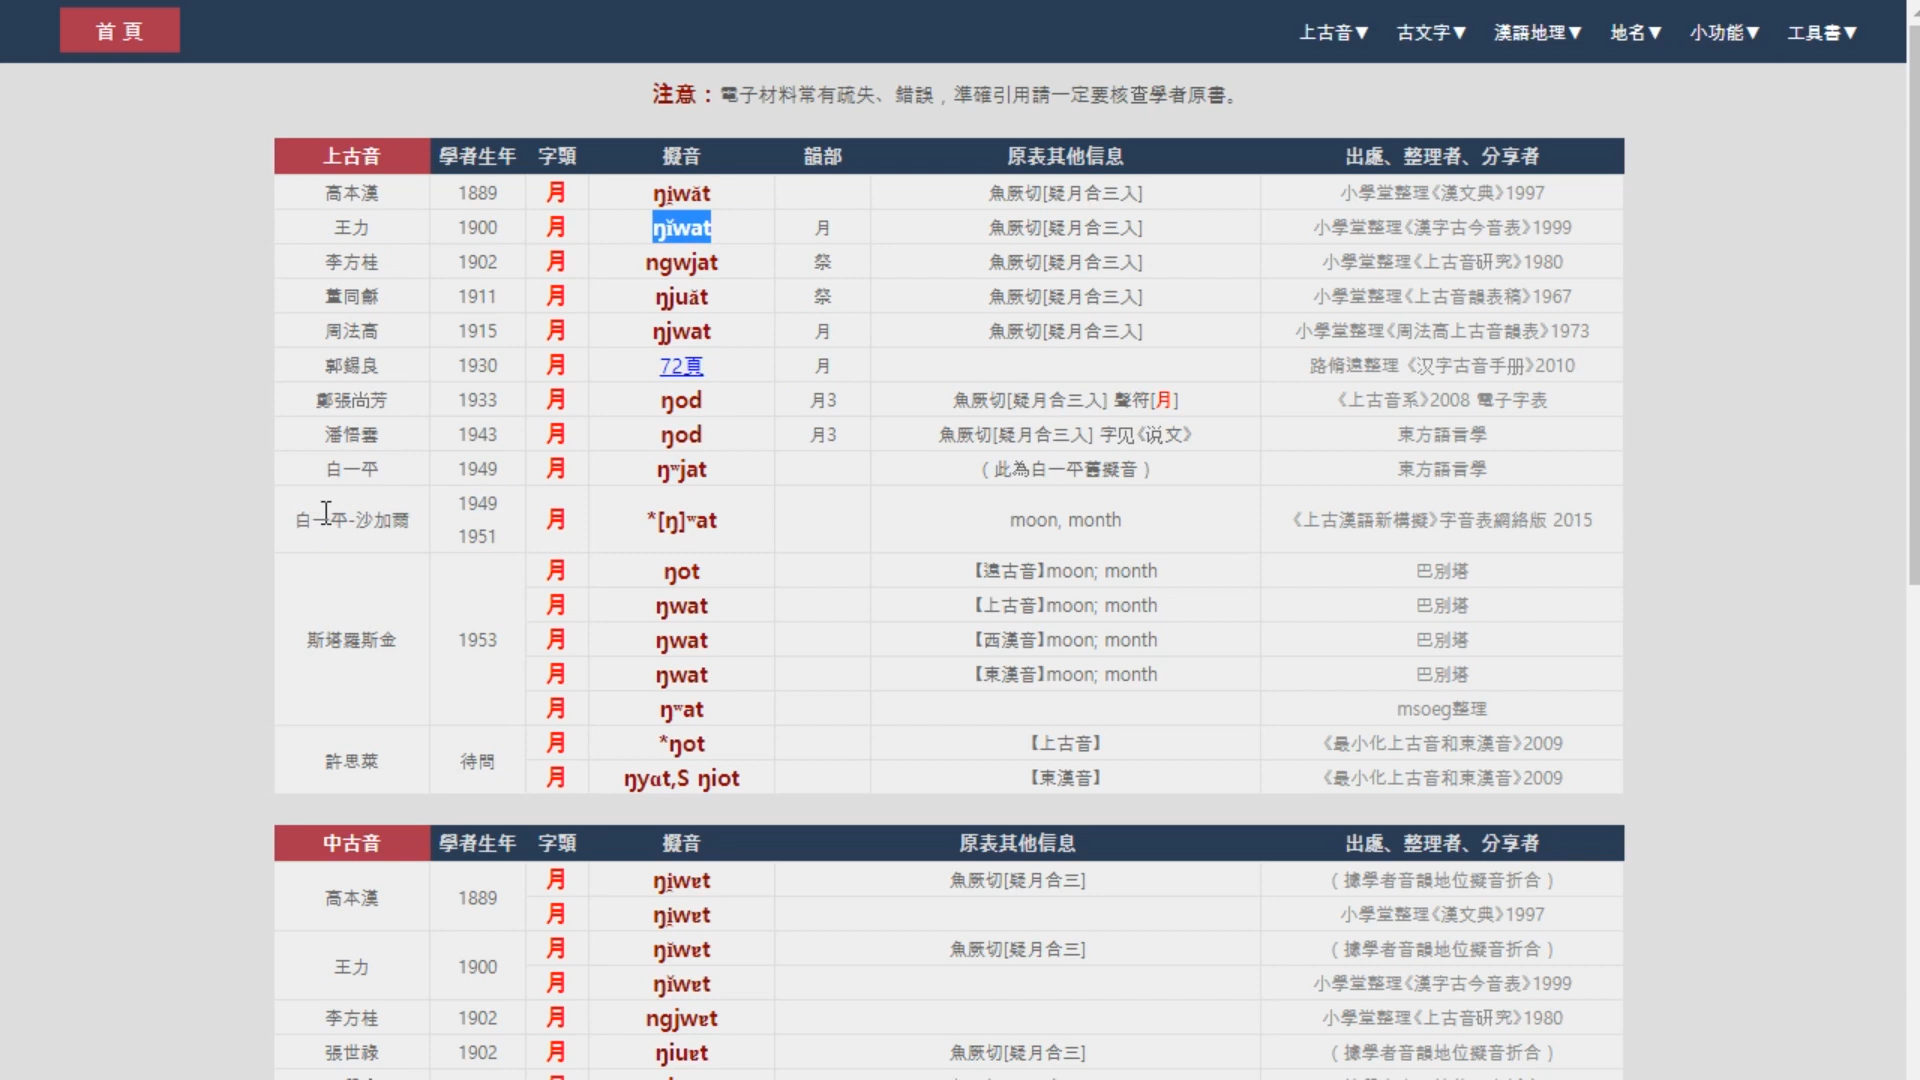 首 頁 上古音▼ 古文字▼ 漢語地理▼ 地名▼ 小功能▼ 工具書▼
注意：電子材料常有疏失、錯誤，準確引用請一定要核查學者原書。
上古音 學者生年 字頭 擬音 韻部 原表其他信息 出處、整理者、分享者
高本漢 1889 月 ŋi̯wăt 魚厥切[疑月合三入] 小學堂整理《漢文典》1997
王力 1900 月 ŋǐwat 月 魚厥切[疑月合三入] 小學堂整理《漢字古今音表》1999
李方桂 1902 月 ngwjat 祭 魚厥切[疑月合三入] 小學堂整理《上古音研究》1980
董同龢 1911 月 ŋjuăt 祭 魚厥切[疑月合三入] 小學堂整理《上古音韻表稿》1967
周法高 1915 月 ŋjwat 月 魚厥切[疑月合三入] 小學堂整理《周法高上古音韻表》1973
郭錫良 1930 月 72頁 月 路脩遠整理《汉字古音手册》2010
鄭張尚芳 1933 月 ŋod 月3 魚厥切[疑月合三入] 聲符[月] 《上古音系》2008 電子字表
潘悟雲 1943 月 ŋod 月3 魚厥切[疑月合三入] 字见《说文》 東方語言學
白一平 1949 月 ŋʷjat （此為白一平舊擬音） 東方語言學
白一平-沙加爾 1949 1951 月 *[ŋ]ʷat moon, month 《上古漢語新構擬》字音表網絡版 2015
斯塔羅斯金 1953 月 ŋot 【遠古音】moon; month 巴別塔
月 ŋwat 【上古音】moon; month 巴別塔
月 ŋwat 【西漢音】moon; month 巴別塔
月 ŋwat 【東漢音】moon; month 巴別塔
月 ŋʷat msoeg整理
許思萊 待問 月 *ŋot 【上古音】 《最小化上古音和東漢音》2009
月 ŋyɑt,S ŋiot 【東漢音】 《最小化上古音和東漢音》2009
中古音 學者生年 字頭 擬音 原表其他信息 出處、整理者、分享者
高本漢 1889 月 ŋi̯wɐt 魚厥切[疑月合三] （據學者音韻地位擬音折合）
月 ŋi̯wɐt 小學堂整理《漢文典》1997
王力 1900 月 ŋǐwɐt 魚厥切[疑月合三] （據學者音韻地位擬音折合）
月 ŋǐwɐt 小學堂整理《漢字古今音表》1999
李方桂 1902 月 ngjwɐt 小學堂整理《上古音研究》1980
張世祿 1902 月 ŋiuɐt 魚厥切[疑月合三] （據學者音韻地位擬音折合）